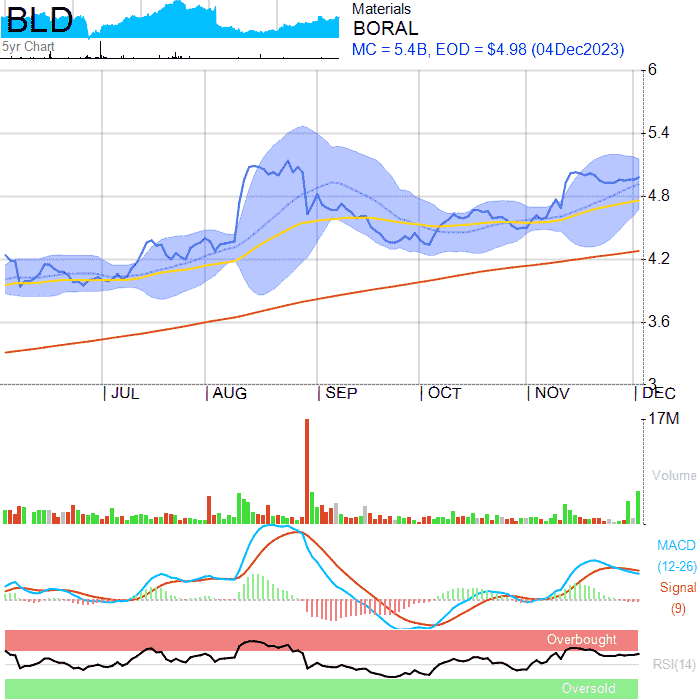 BLD
5yr Chart
Materials
BORAL
MC = 5.4B, EOD = $4.98 (04Dec2023)
6
5.4
4.8
4.2
3.6
3
JUL
AUG
SEP
OCT
NOV
DEC
17M
Volume
MACD
(12-26)
Signal
(9)
Overbought
RSI(14)
Oversold